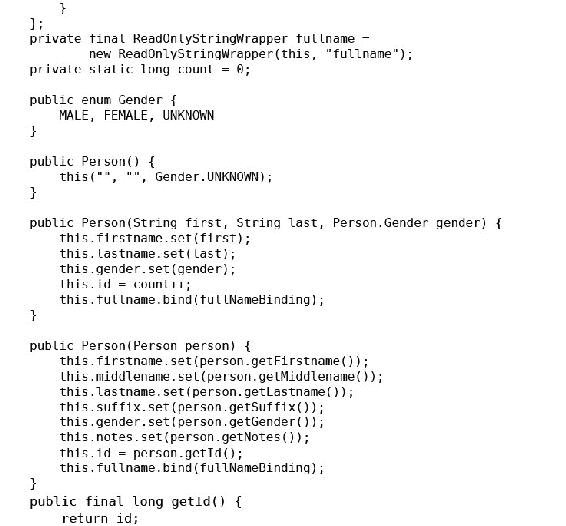 }
};
private final ReadOnlyStringWrapper fullname =
new ReadOnlyStringWrapper(this, "fullname");
private static long count = 0;
public enum Gender {
MALE, FEMALE, UNKNOWN
}
public Person() {
this("", "", Gender.UNKNOWN);
}
public Person(String first, String last, Person.Gender gender) {
this.firstname.set(first);
this.lastname.set(last);
this.gender.set(gender);
this.id = count++;
this.fullname.bind(fullNameBinding);
}
public Person(Person person) {
this.firstname.set(person.getFirstname());
this.middlename.set(person.getMiddlename());
this.lastname.set(person.getLastname());
this.suffix.set(person.getSuffix());
this.gender.set(person.getGender());
this.notes.set(person.getNotes());
this.id = person.getId();
this.fullname.bind(fullNameBinding);
}
public final long getId() {
return id;